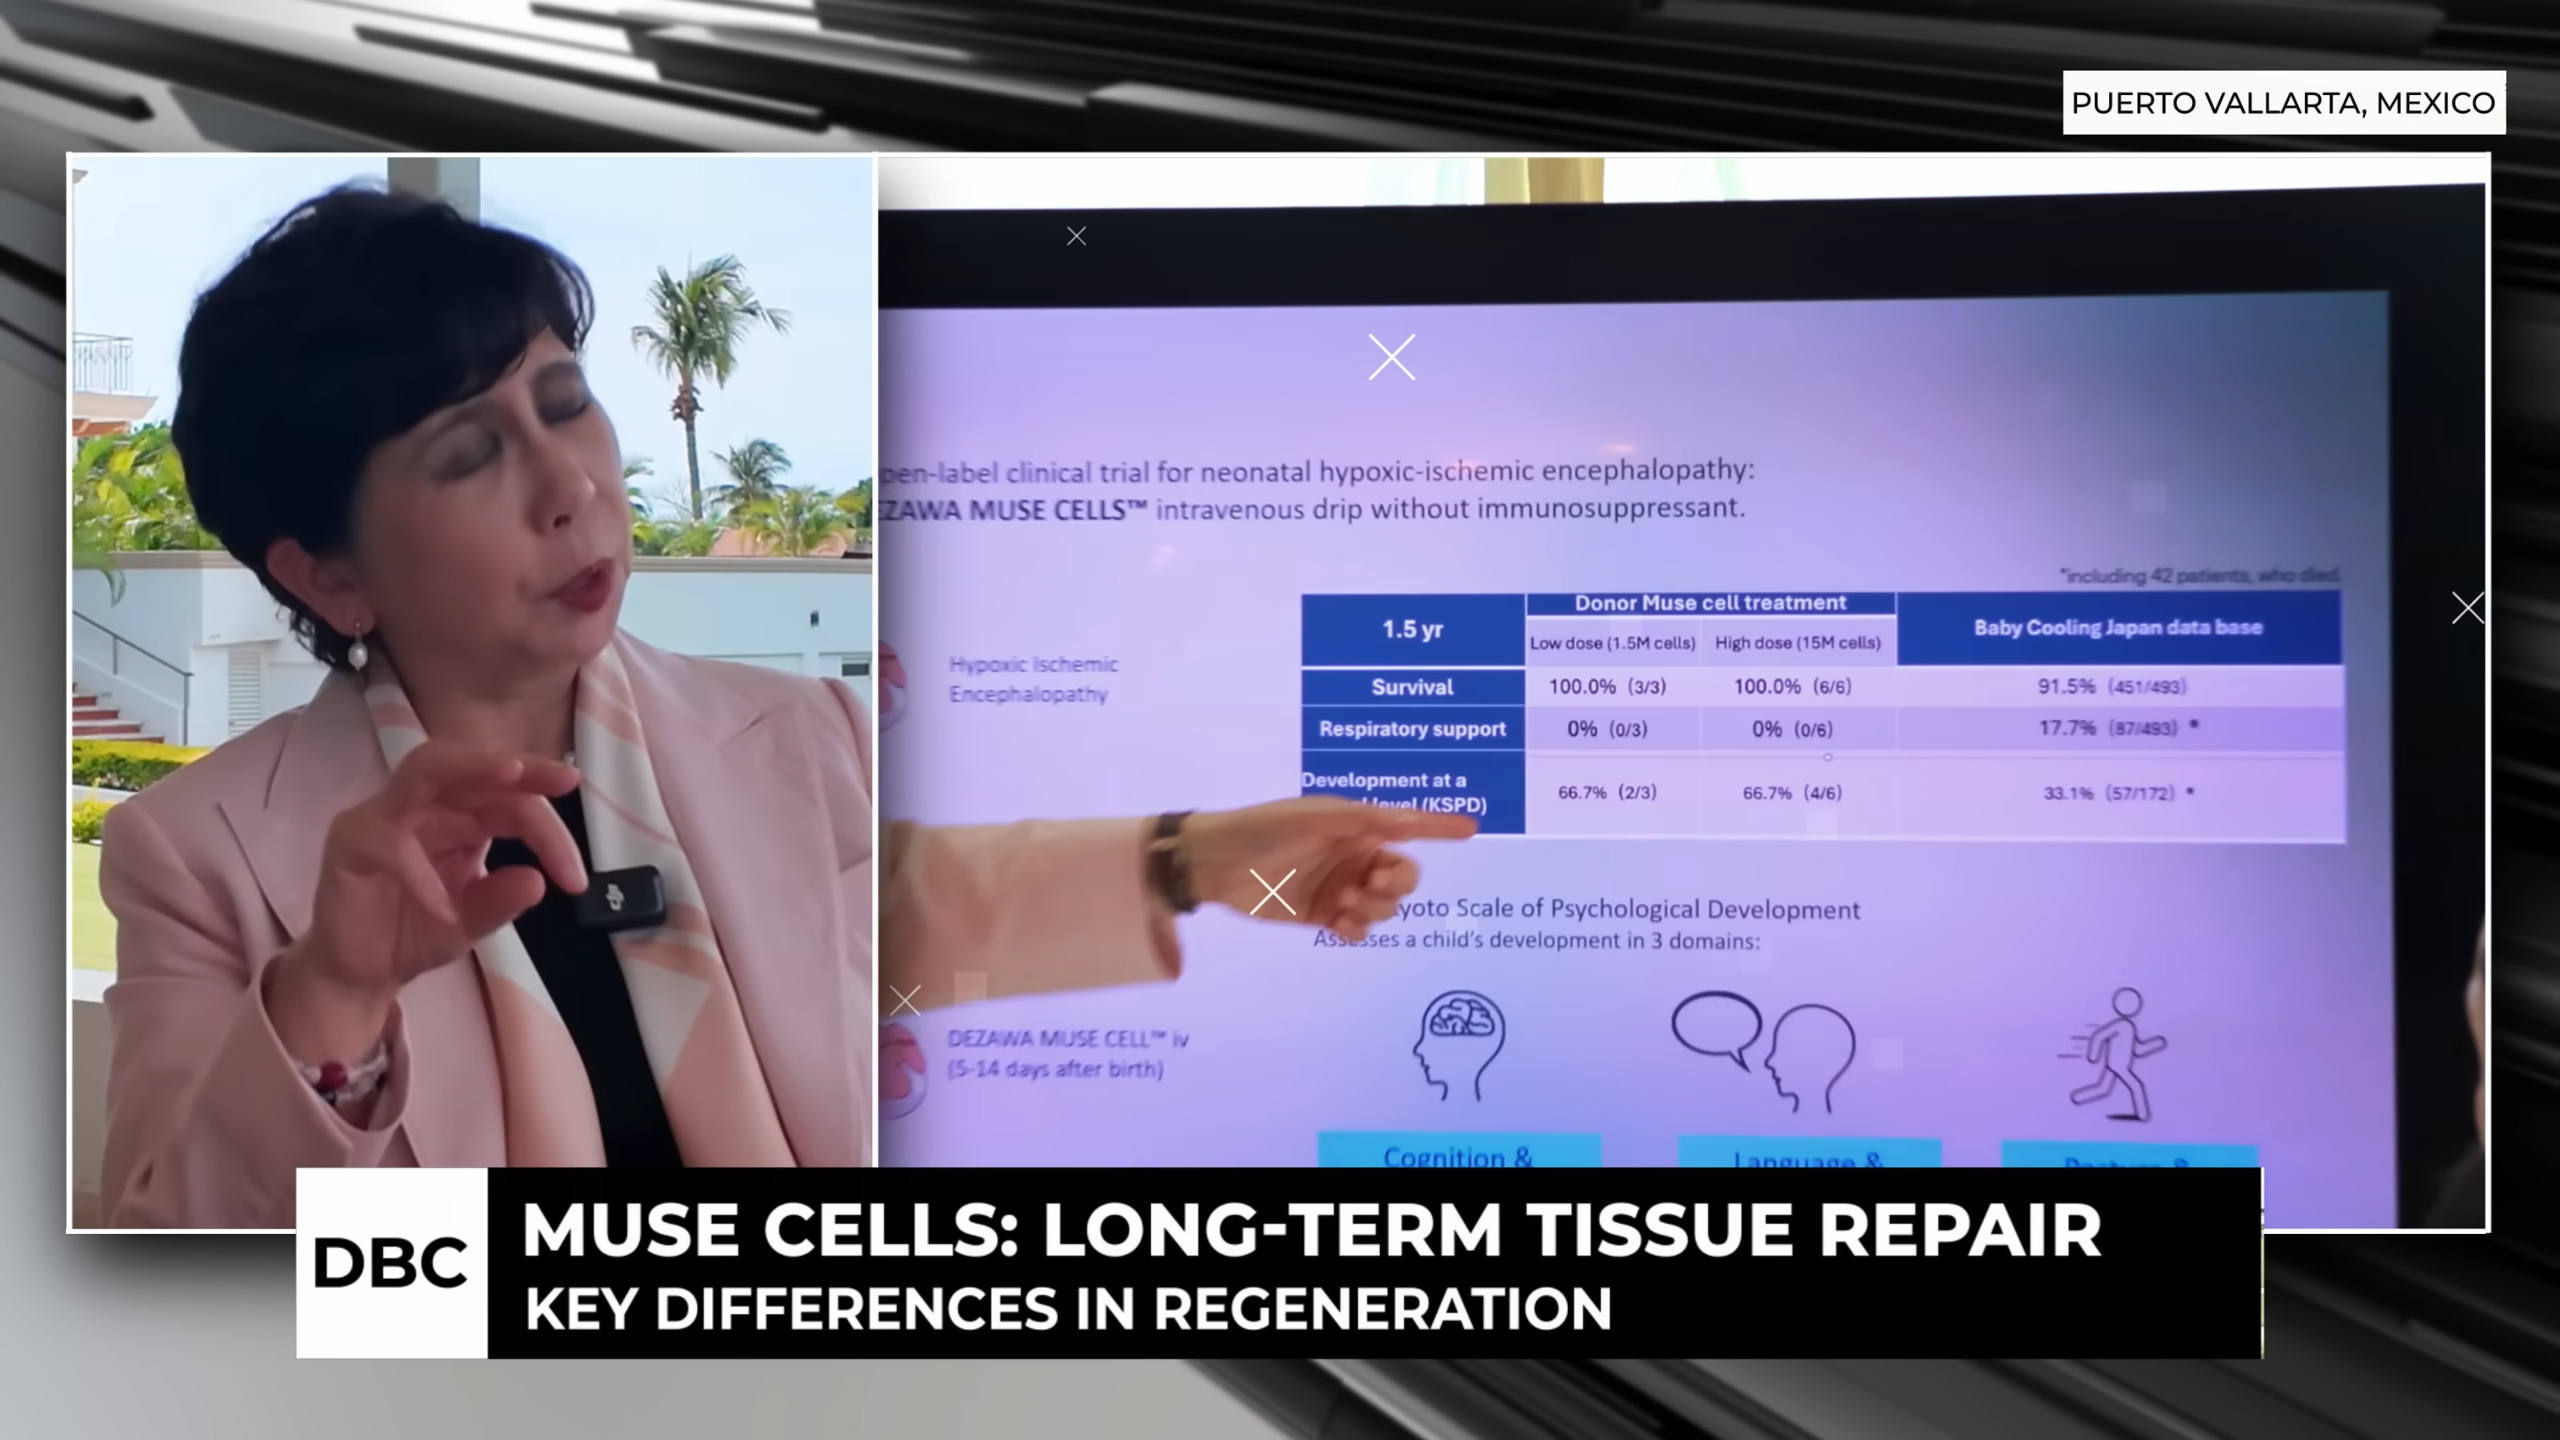 PUERTO VALLARTA, MEXICO
pen-label clinical trial for neonatal hypoxic-ischemic encephalopathy:
ZAWA MUSE CELLS™ intravenous drip without immunosuppressant.
*including 42 patients, who died.
1.5 yr
Donor Muse cell treatment
Baby Cooling Japan data base
Low dose (1.5M cells) High dose (15M cells)
Survival 100.0% (3/3) 100.0% (6/6) 91.5% (451/493)
Respiratory support 0% (0/3) 0% (0/6) 17.7% (87/493) *
Development at a
level (KSPD) 66.7% (2/3) 66.7% (4/6) 33.1% (57/172) *
Hypoxic Ischemic
Encephalopathy
yoto Scale of Psychological Development
Assesses a child's development in 3 domains:
DEZAWA MUSE CELL™ iv
(5-14 days after birth)
Cognition &
Language &
DBC
MUSE CELLS: LONG-TERM TISSUE REPAIR
KEY DIFFERENCES IN REGENERATION